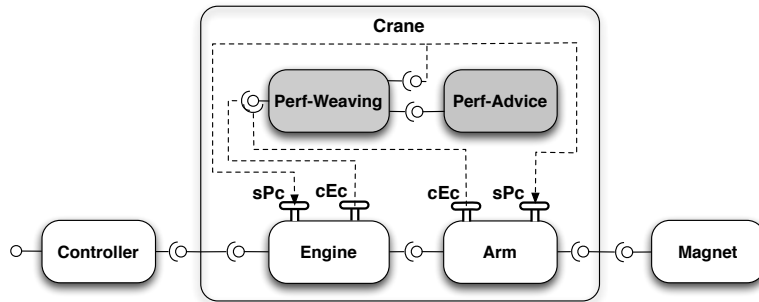 Crane
Perf-Weaving
Perf-Advice
sPc
cEc
cEc
sPc
Controller
Engine
Arm
Magnet